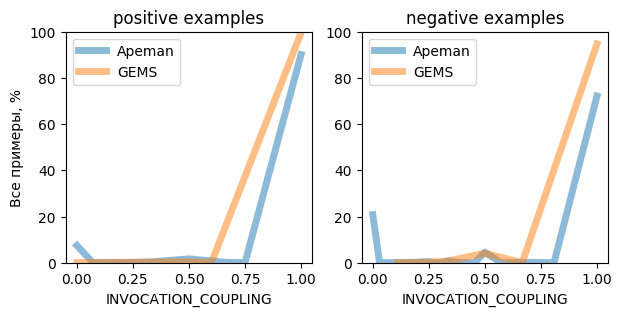 positive examples
negative examples
Apeman
GEMS
Apeman
GEMS
Все примеры, %
100
80
60
40
20
0
100
80
60
40
20
0
0.00 0.25 0.50 0.75 1.00
0.00 0.25 0.50 0.75 1.00
INVOCATION_COUPLING
INVOCATION_COUPLING